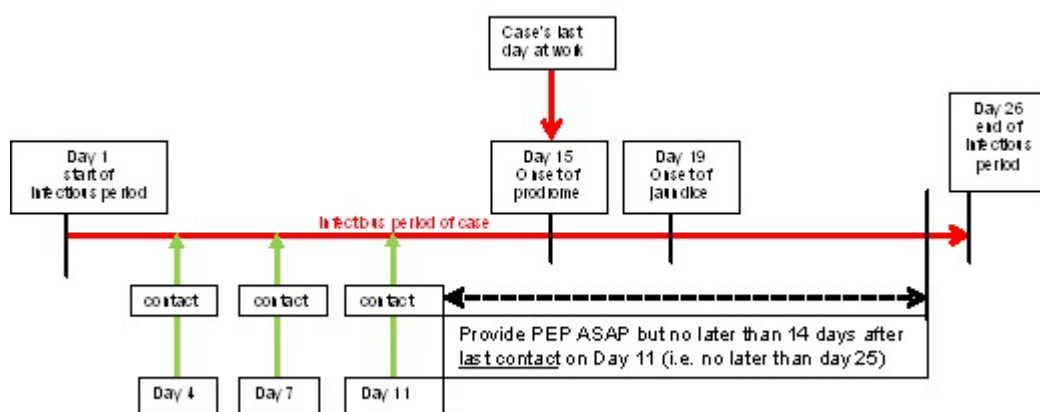 Case's last
day at work
Day 26
end of
infectious
period
Day 1
start of
infectious period
Day 15
Onset of
prodrome
Day 19
Onset of
jaundice
Infectious period of case
contact
contact
contact
Provide PEP ASAP but no later than 14 days after
last contact on Day 11 (i.e. no later than day 25)
Day 4
Day 7
Day 11